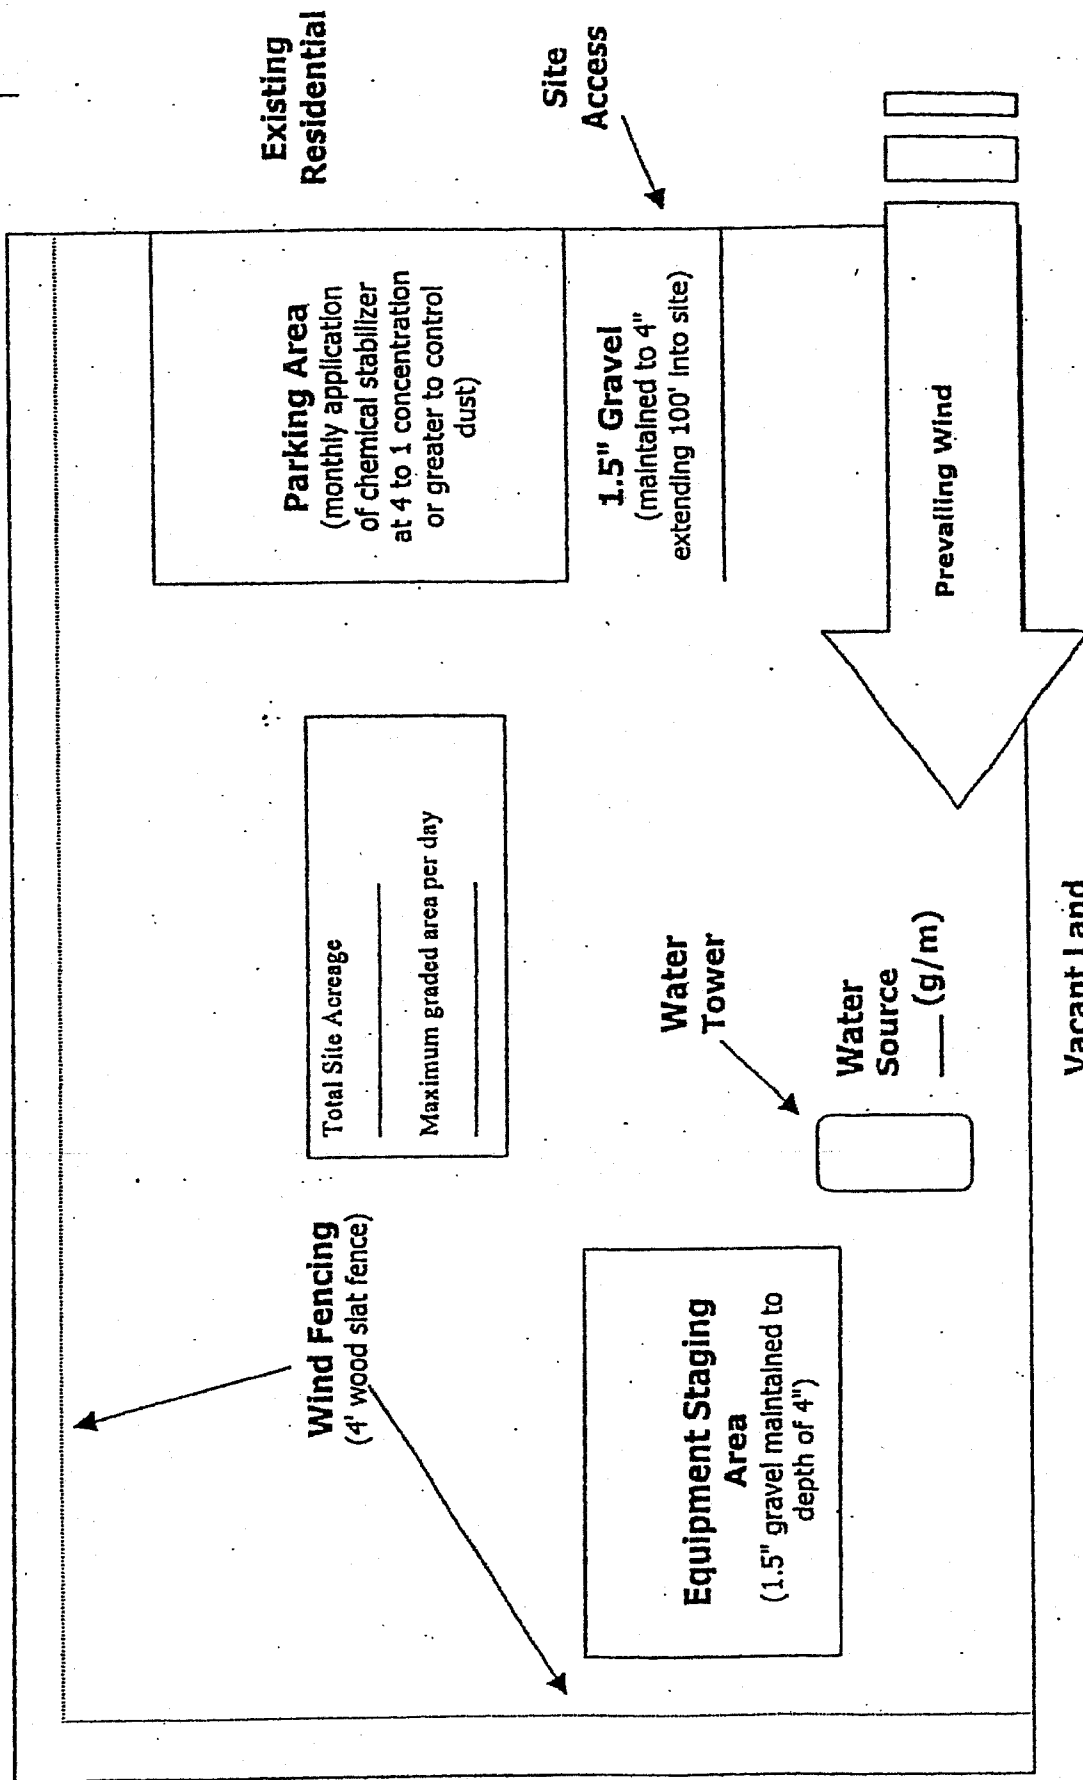 Existing
Residential
Site
Access
Parking Area
(monthly application
of chemical stabilizer
at 4 to 1 concentration
or greater to control
dust)
1.5" Gravel
(maintained to 4"
extending 100' into site)
Prevailing Wind
Total Site Acreage
Maximum graded area per day
Water
Tower
Water
Source
___ (g/m)
Vacant Land
Wind Fencing
(4' wood slat fence)
Equipment Staging
Area
(1.5" gravel maintained to
depth of 4")